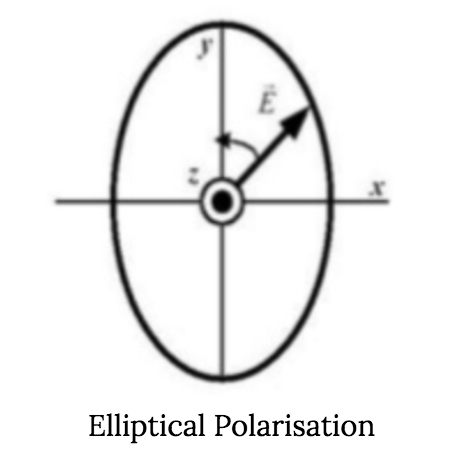 y
E⃗
z
x
Elliptical Polarisation